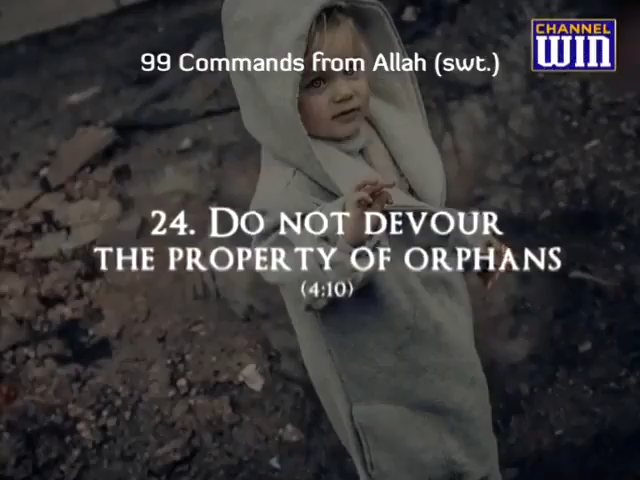 99 Commands from Allah (swt.)
CHANNEL
WIN
24. DO NOT DEVOUR
THE PROPERTY OF ORPHANS
(4:10)